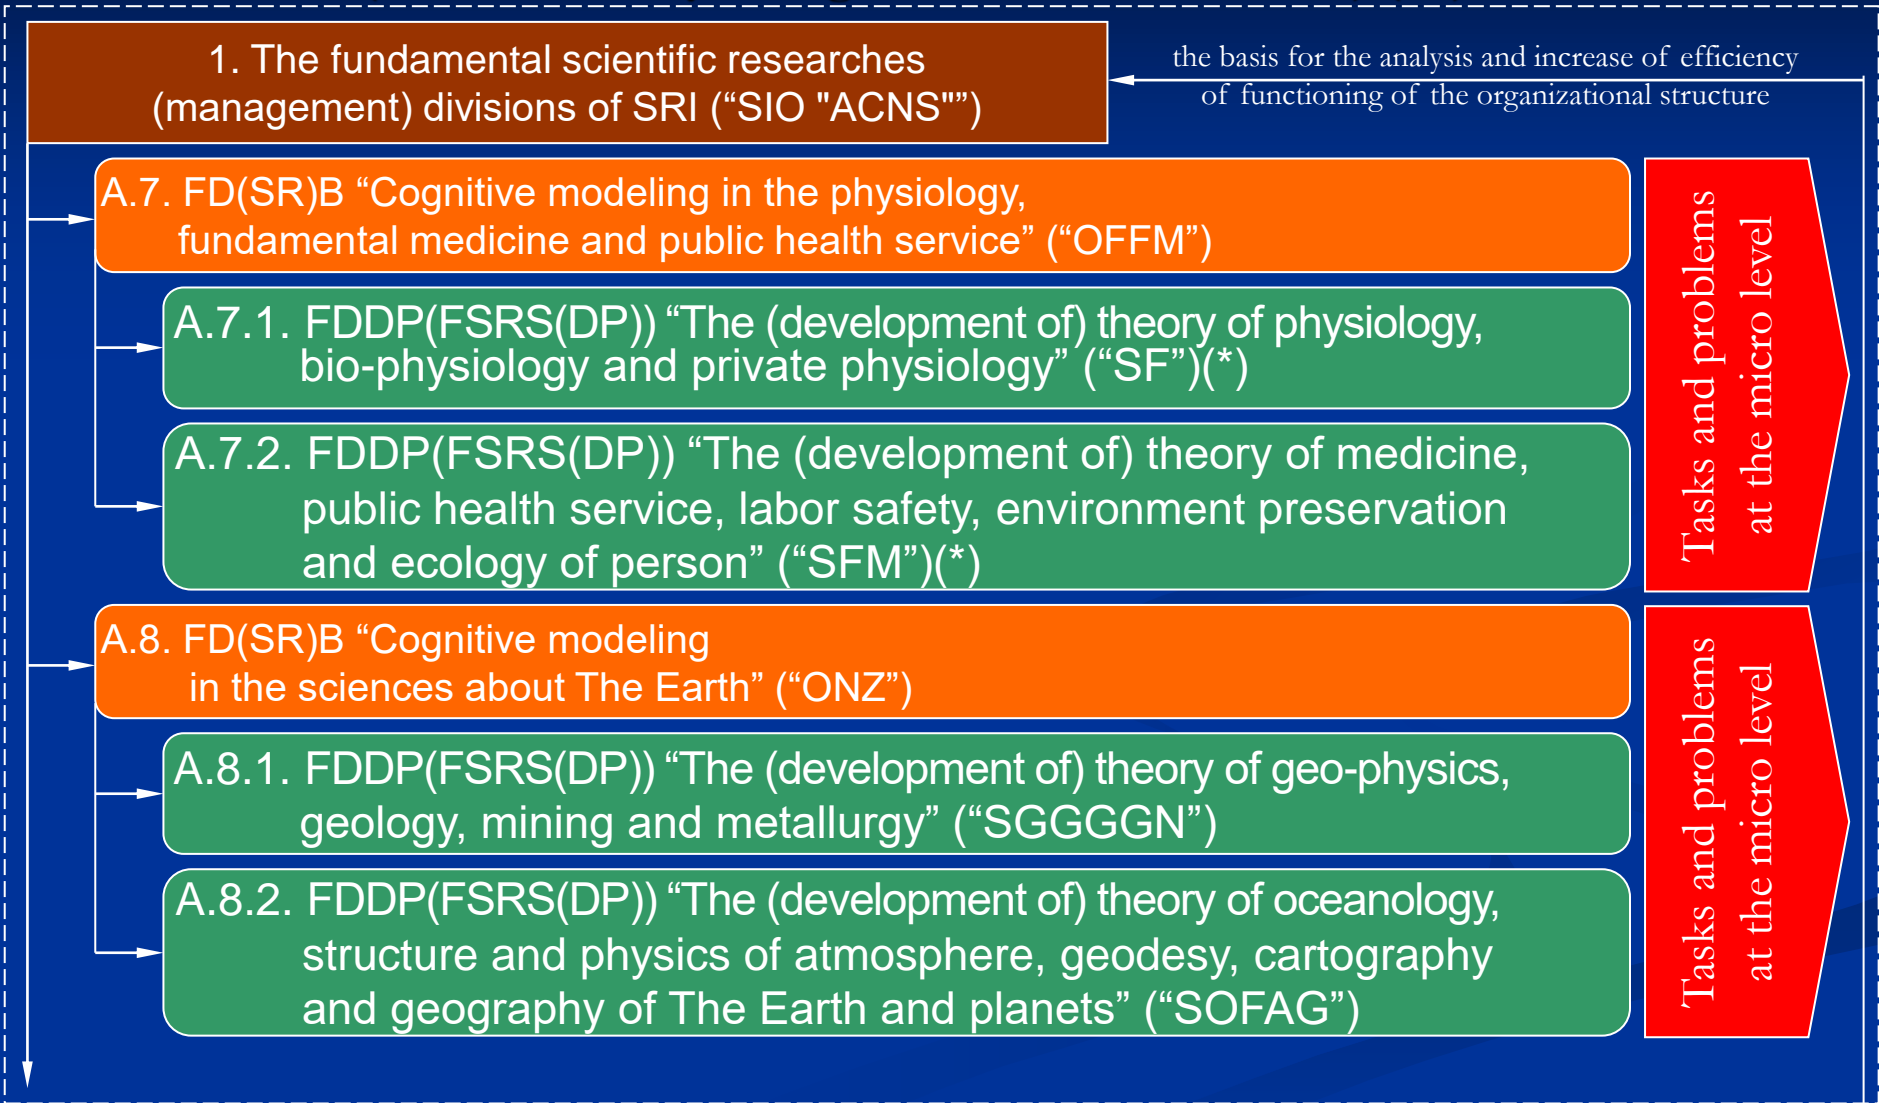 1. The fundamental scientific researches
(management) divisions of SRI (“SIO "ACNS"”)
the basis for the analysis and increase of efficiency
of functioning of the organizational structure
A.7. FD(SR)B “Cognitive modeling in the physiology,
fundamental medicine and public health service” (“OFFM”)
A.7.1. FDDP(FSRS(DP)) “The (development of) theory of physiology,
bio-physiology and private physiology” (“SF”)(*)
A.7.2. FDDP(FSRS(DP)) “The (development of) theory of medicine,
public health service, labor safety, environment preservation
and ecology of person” (“SFM”)(*)
Tasks and problems
at the micro level
A.8. FD(SR)B “Cognitive modeling
in the sciences about The Earth” (“ONZ”)
A.8.1. FDDP(FSRS(DP)) “The (development of) theory of geo-physics,
geology, mining and metallurgy” (“SGGGGN”)
A.8.2. FDDP(FSRS(DP)) “The (development of) theory of oceanology,
structure and physics of atmosphere, geodesy, cartography
and geography of The Earth and planets” (“SOFAG”)
Tasks and problems
at the micro level